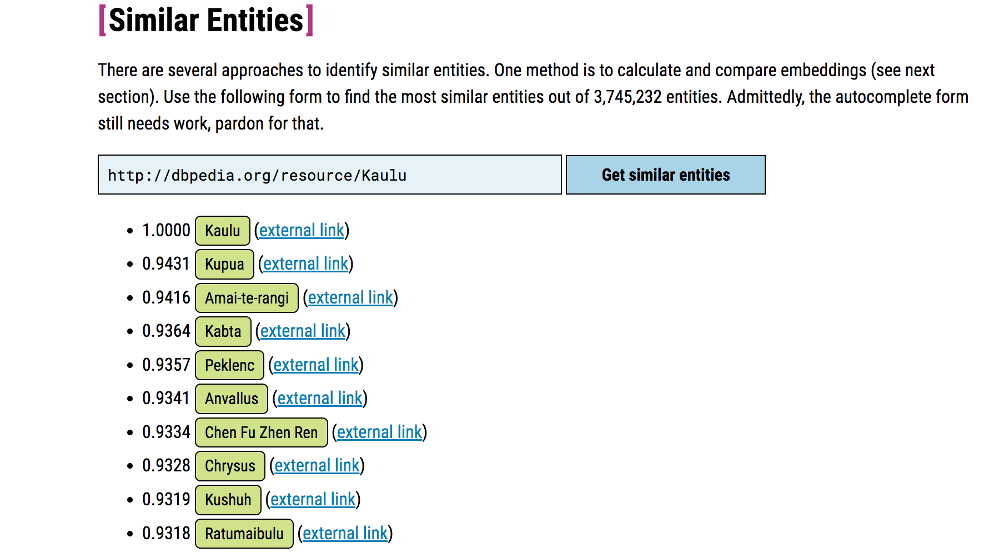 [Similar Entities]
There are several approaches to identify similar entities. One method is to calculate and compare embeddings (see next
section). Use the following form to find the most similar entities out of 3,745,232 entities. Admittedly, the autocomplete form
still needs work, pardon for that.
http://dbpedia.org/resource/Kaulu Get similar entities
• 1.0000 Kaulu (external link)
• 0.9431 Kupua (external link)
• 0.9416 Amai-te-rangi (external link)
• 0.9364 Kabta (external link)
• 0.9357 Peklenc (external link)
• 0.9341 Anvallus (external link)
• 0.9334 Chen Fu Zhen Ren (external link)
• 0.9328 Chrysus (external link)
• 0.9319 Kushuh (external link)
• 0.9318 Ratumaibulu (external link)